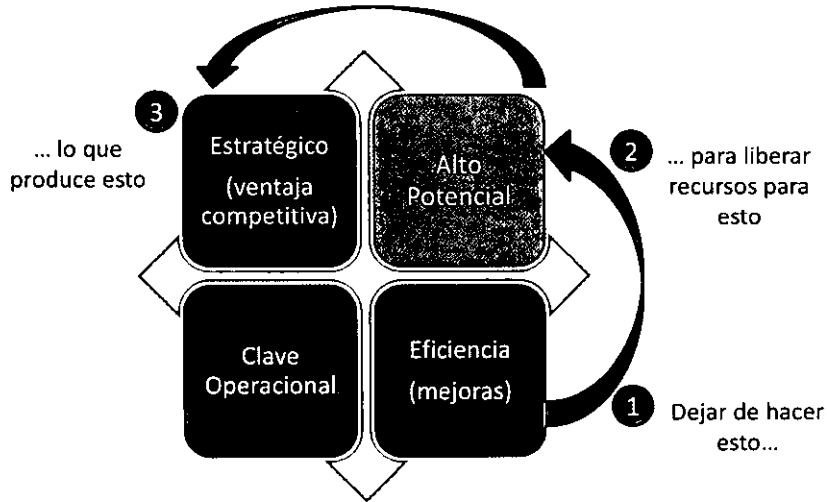 3
... lo que
produce esto
Estratégico
(ventaja
competitiva)
Alto
Potencial
2
... para liberar
recursos para
esto
Clave
Operacional
Eficiencia
(mejoras)
1
Dejar de hacer
esto...